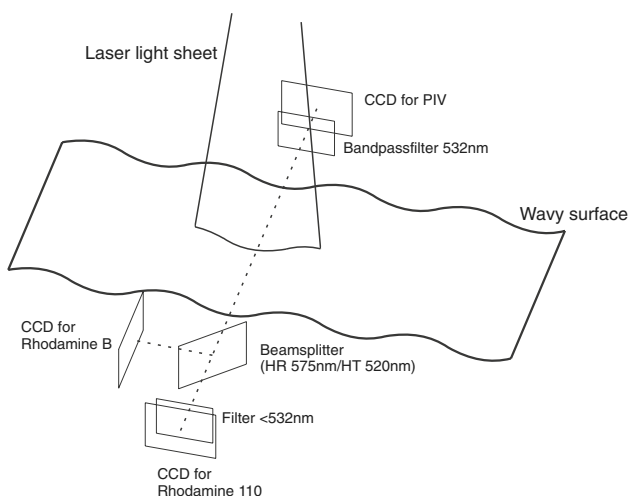 Laser light sheet
CCD for PIV
Bandpassfilter 532nm
Wavy surface
CCD for
Rhodamine B
Beamsplitter
(HR 575nm/HT 520nm)
Filter <532nm
CCD for
Rhodamine 110